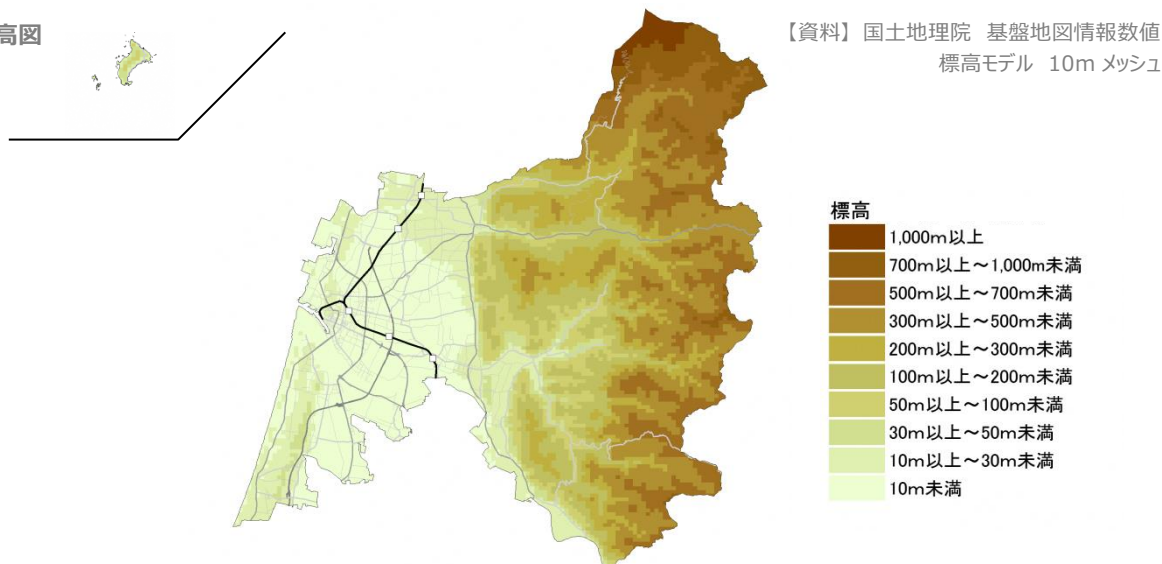 高図
【資料】国土地理院 基盤地図情報数値
標高モデル 10m メッシュ
標高
1,000m以上
700m以上~1,000m未満
500m以上~700m未満
300m以上~500m未満
200m以上~300m未満
100m以上~200m未満
50m以上~100m未満
30m以上~50m未満
10m以上~30m未満
10m未満